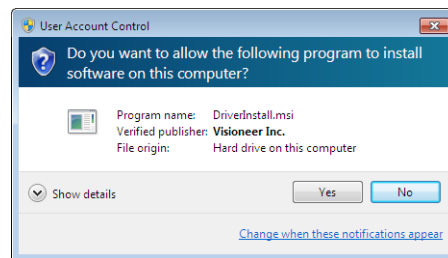 User Account Control
Do you want to allow the following program to install
software on this computer?
Program name: DriverInstall.msi
Verified publisher: Visioneer Inc.
File origin: Hard drive on this computer
Show details
Yes
No
Change when these notifications appear